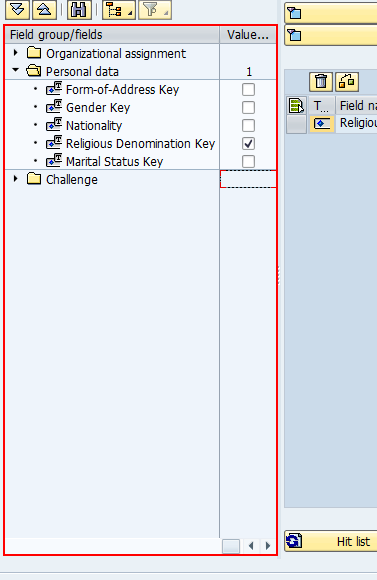 Field group/fields Value...
Organizational assignment
Personal data 1
Form-of-Address Key
Gender Key
Nationality
Religious Denomination Key
Marital Status Key
Challenge
T... Field na
Religiou
Hit list